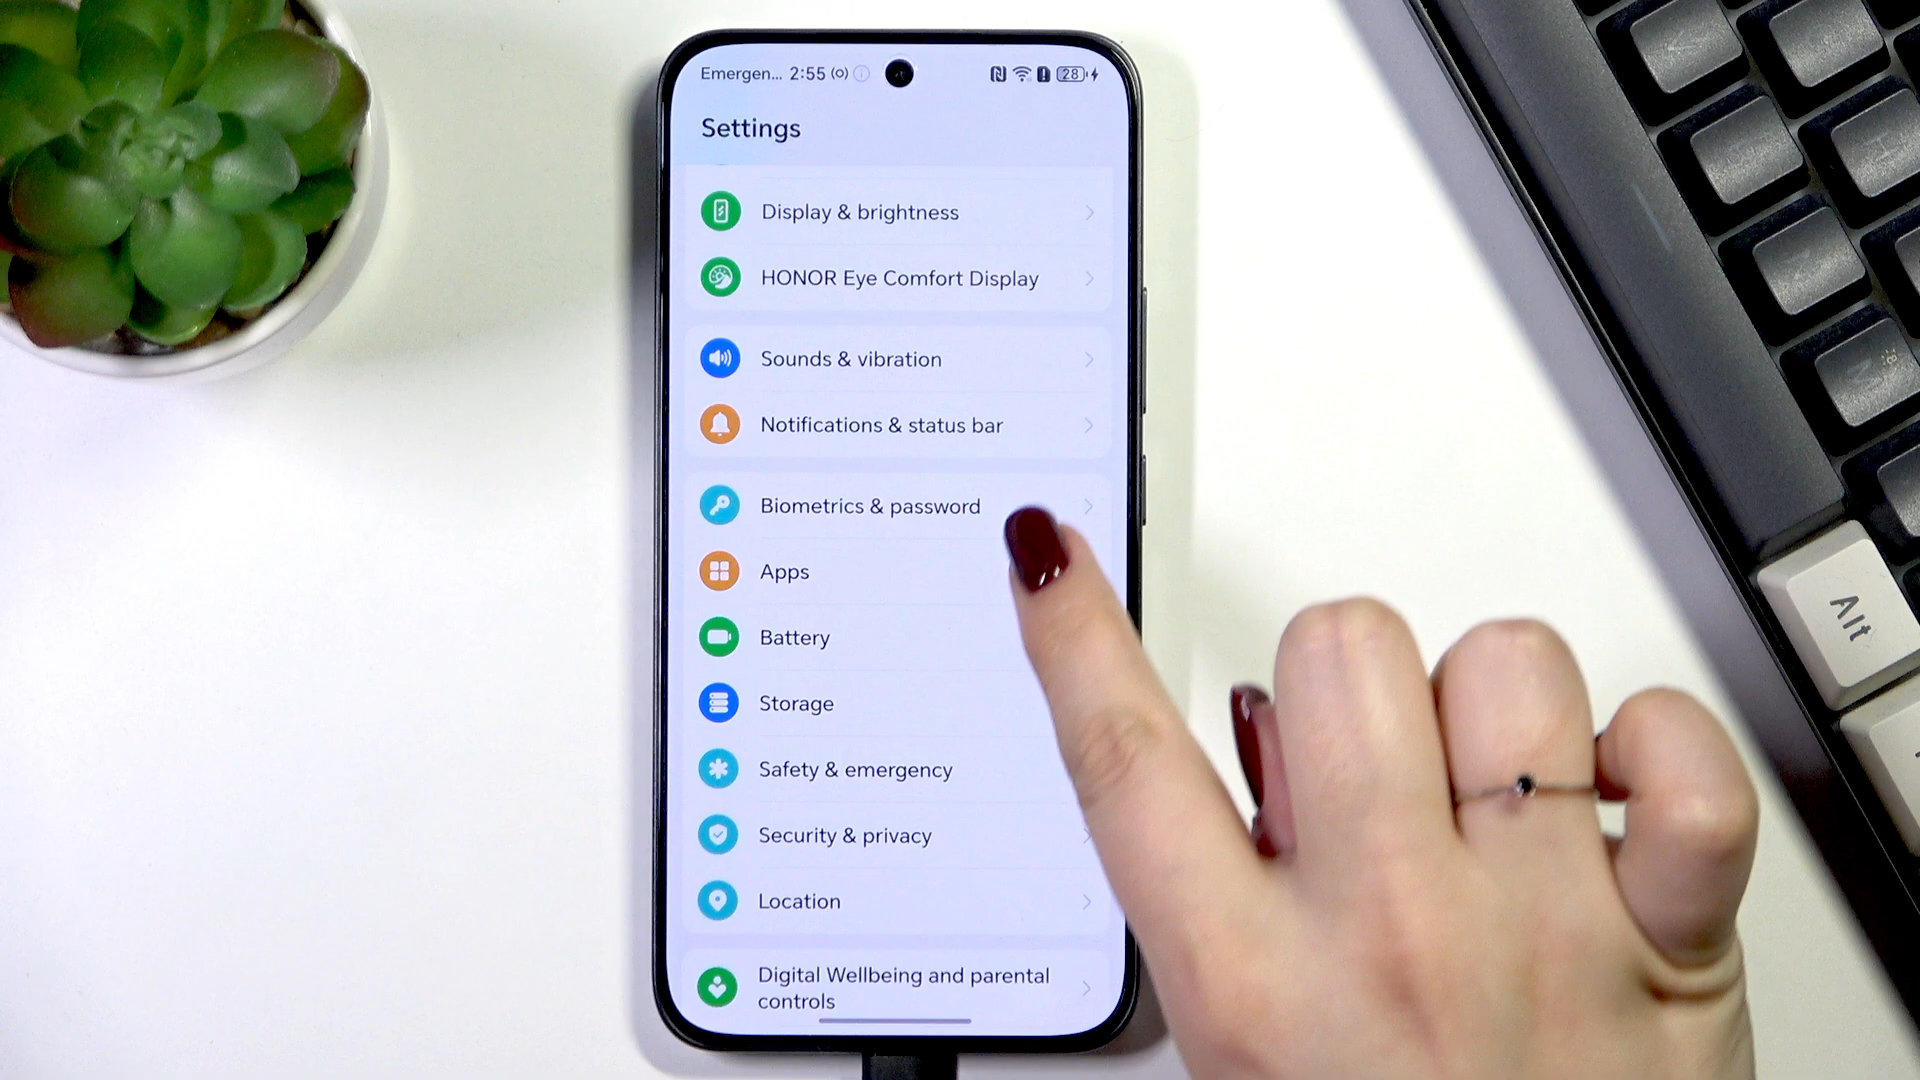 Emergen... 2:55 28
Settings
Display & brightness
HONOR Eye Comfort Display
Sounds & vibration
Notifications & status bar
Biometrics & password
Apps
Battery
Storage
Safety & emergency
Security & privacy
Location
Digital Wellbeing and parental
controls
Alt